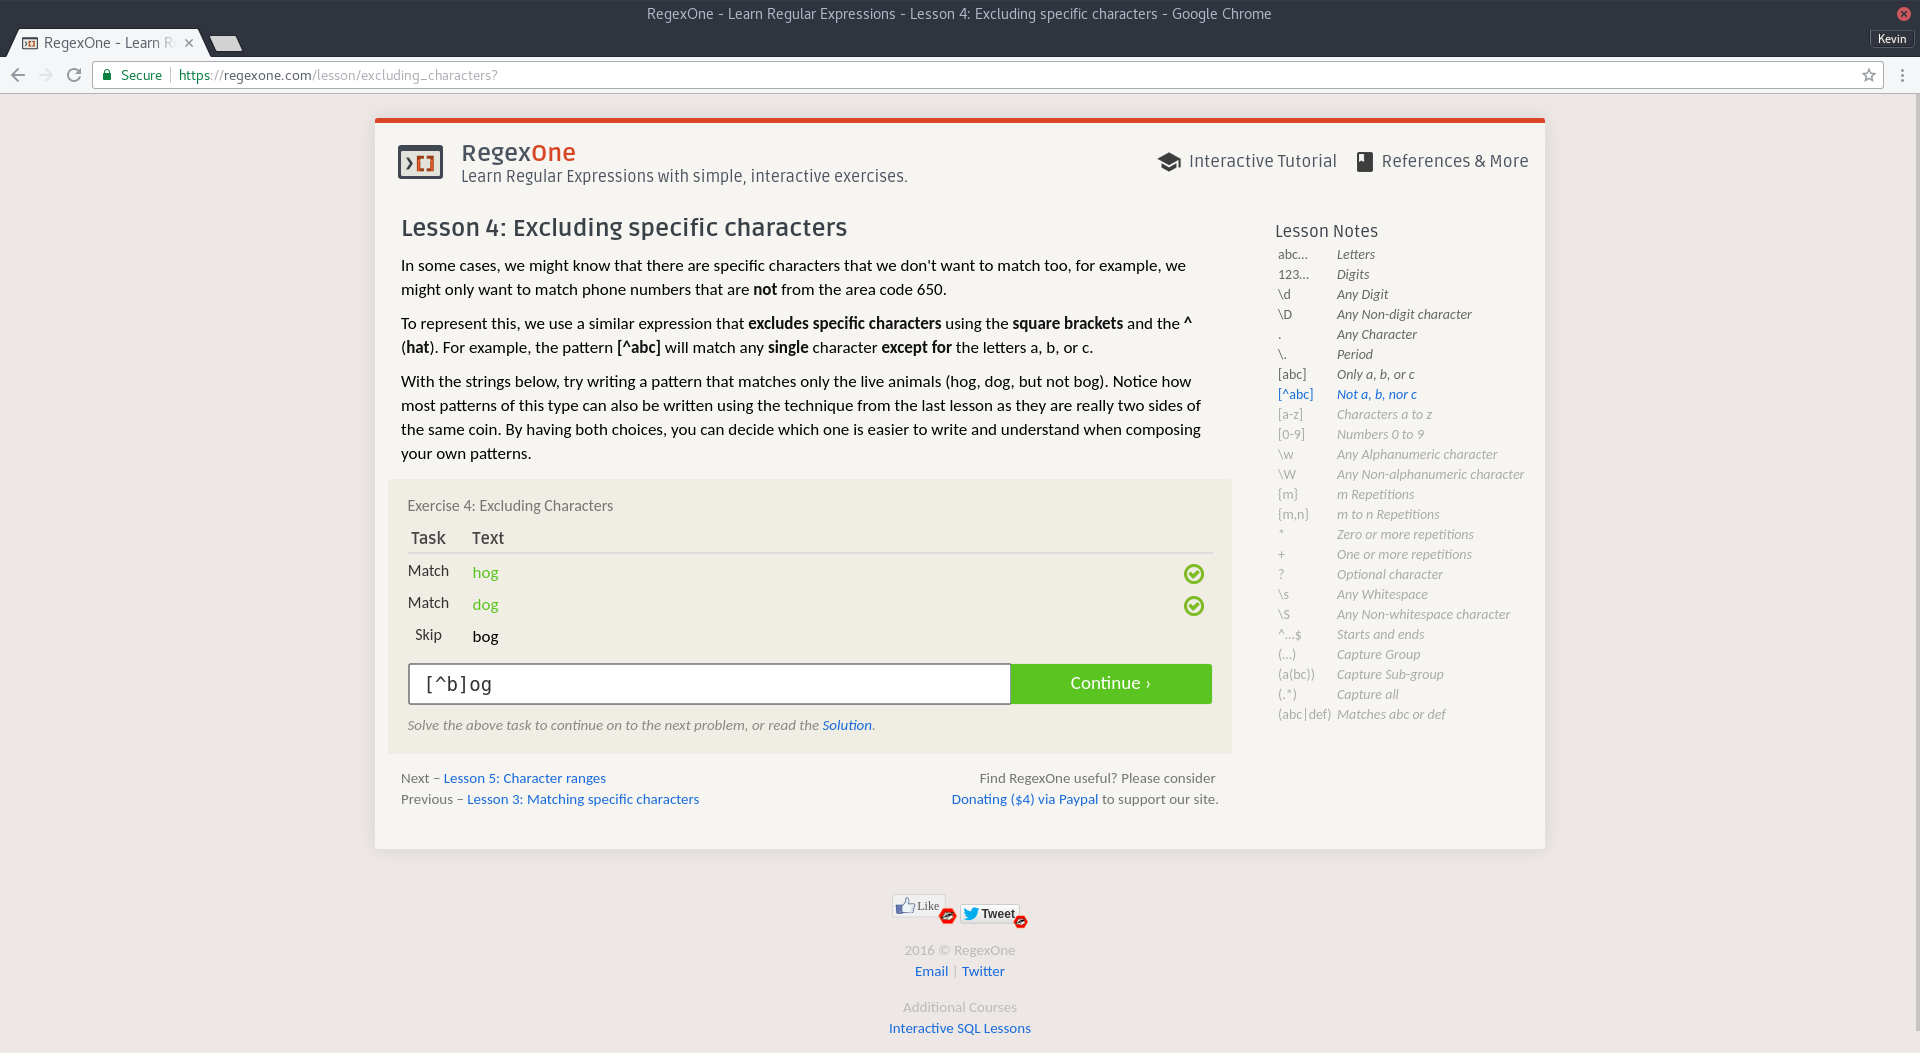 RegexOne - Learn Regular Expressions - Lesson 4: Excluding specific characters - Google Chrome
RegexOne - Learn R
Kevin
Secure
https://regexone.com/lesson/excluding_characters?
RegexOne
Learn Regular Expressions with simple, interactive exercises.
Interactive Tutorial
References & More
Lesson 4: Excluding specific characters
In some cases, we might know that there are specific characters that we don't want to match too, for example, we
might only want to match phone numbers that are not from the area code 650.
To represent this, we use a similar expression that excludes specific characters using the square brackets and the ^
(hat). For example, the pattern [^abc] will match any single character except for the letters a, b, or c.
With the strings below, try writing a pattern that matches only the live animals (hog, dog, but not bog). Notice how
most patterns of this type can also be written using the technique from the last lesson as they are really two sides of
the same coin. By having both choices, you can decide which one is easier to write and understand when composing
your own patterns.
Exercise 4: Excluding Characters
Task Text
Match hog
Match dog
Skip bog
[^b]og
Continue ›
Solve the above task to continue on to the next problem, or read the Solution.
Next – Lesson 5: Character ranges
Previous – Lesson 3: Matching specific characters
Find RegexOne useful? Please consider
Donating ($4) via Paypal to support our site.
Lesson Notes
abc… Letters
123… Digits
\d Any Digit
\D Any Non-digit character
. Any Character
\. Period
[abc] Only a, b, or c
[^abc] Not a, b, nor c
[a-z] Characters a to z
[0-9] Numbers 0 to 9
\w Any Alphanumeric character
\W Any Non-alphanumeric character
{m} m Repetitions
{m,n} m to n Repetitions
* Zero or more repetitions
+ One or more repetitions
? Optional character
\s Any Whitespace
\S Any Non-whitespace character
^…$ Starts and ends
(…) Capture Group
(a(bc)) Capture Sub-group
(.*) Capture all
(abc|def) Matches abc or def
Like
Tweet
2016 © RegexOne
Email | Twitter
Additional Courses
Interactive SQL Lessons